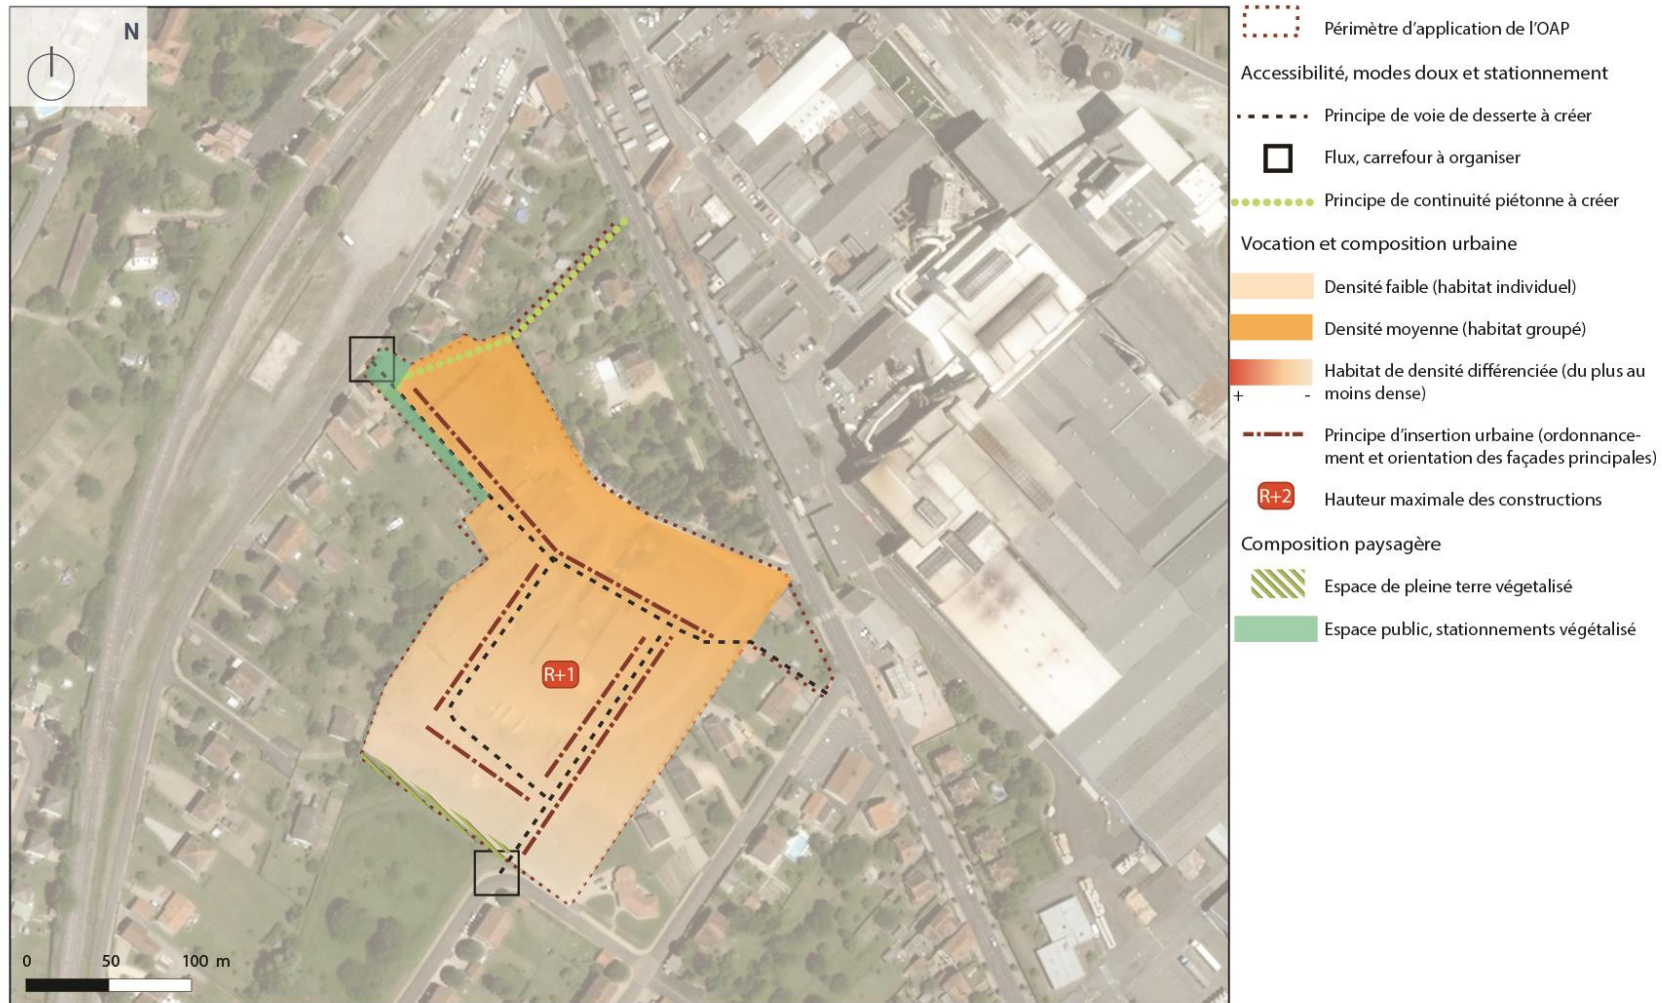 N
R+1
0 50 100 m
Périmètre d’application de l’OAP
Accessibilité, modes doux et stationnement
Principe de voie de desserte à créer
Flux, carrefour à organiser
Principe de continuité piétonne à créer
Vocation et composition urbaine
Densité faible (habitat individuel)
Densité moyenne (habitat groupé)
Habitat de densité différenciée (du plus au
+ - moins dense)
Principe d’insertion urbaine (ordonnance-
ment et orientation des façades principales)
R+2 Hauteur maximale des constructions
Composition paysagère
Espace de pleine terre végetalisé
Espace public, stationnements végétalisé